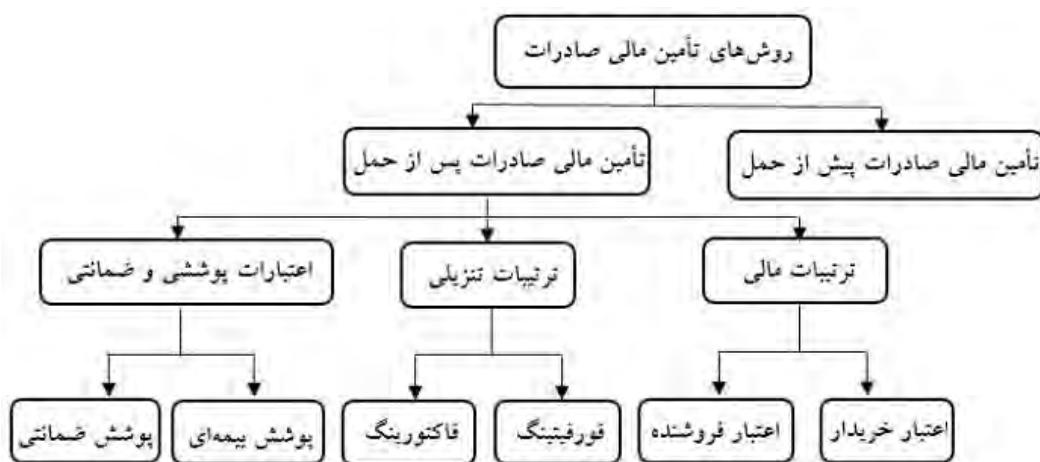 روش‌های تأمین مالی صادرات
تأمین مالی صادرات پیش از حمل
تأمین مالی صادرات پس از حمل
ترتیبات مالی
ترتیبات تنزیلی
اعتبارات پوششی و ضمانتی
اعتبار خریدار
اعتبار فروشنده
فورفیتینگ
فاکتورینگ
پوشش بیمه‌ای
پوشش ضمانتی